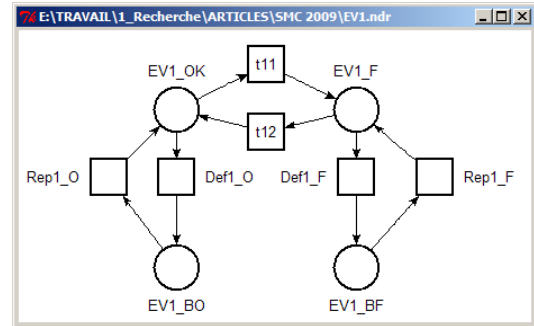 E:\TRAVAIL\1_Recherche\ARTICLES\SMC 2009\EV1.ndr
t11
EV1_OK
EV1_F
t12
Rep1_O
Def1_O
Def1_F
Rep1_F
EV1_BO
EV1_BF